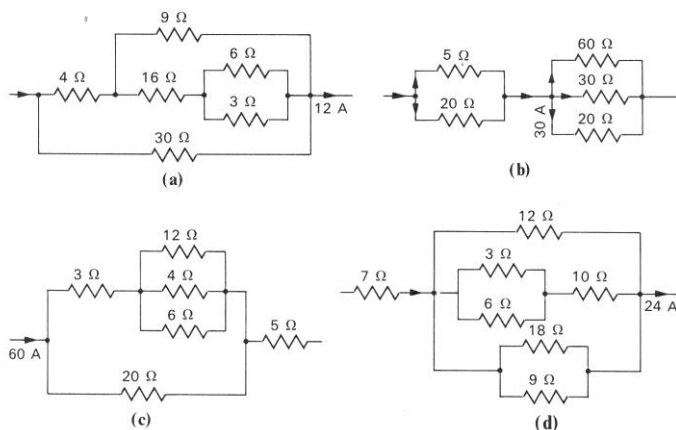 9 Ω
6 Ω
4 Ω
16 Ω
3 Ω
12 A
30 Ω
(a)
60 Ω
5 Ω
30 Ω
20 Ω
30 A
20 Ω
(b)
12 Ω
3 Ω
4 Ω
6 Ω
5 Ω
60 A
20 Ω
(c)
12 Ω
3 Ω
7 Ω
10 Ω
6 Ω
24 A
18 Ω
9 Ω
(d)